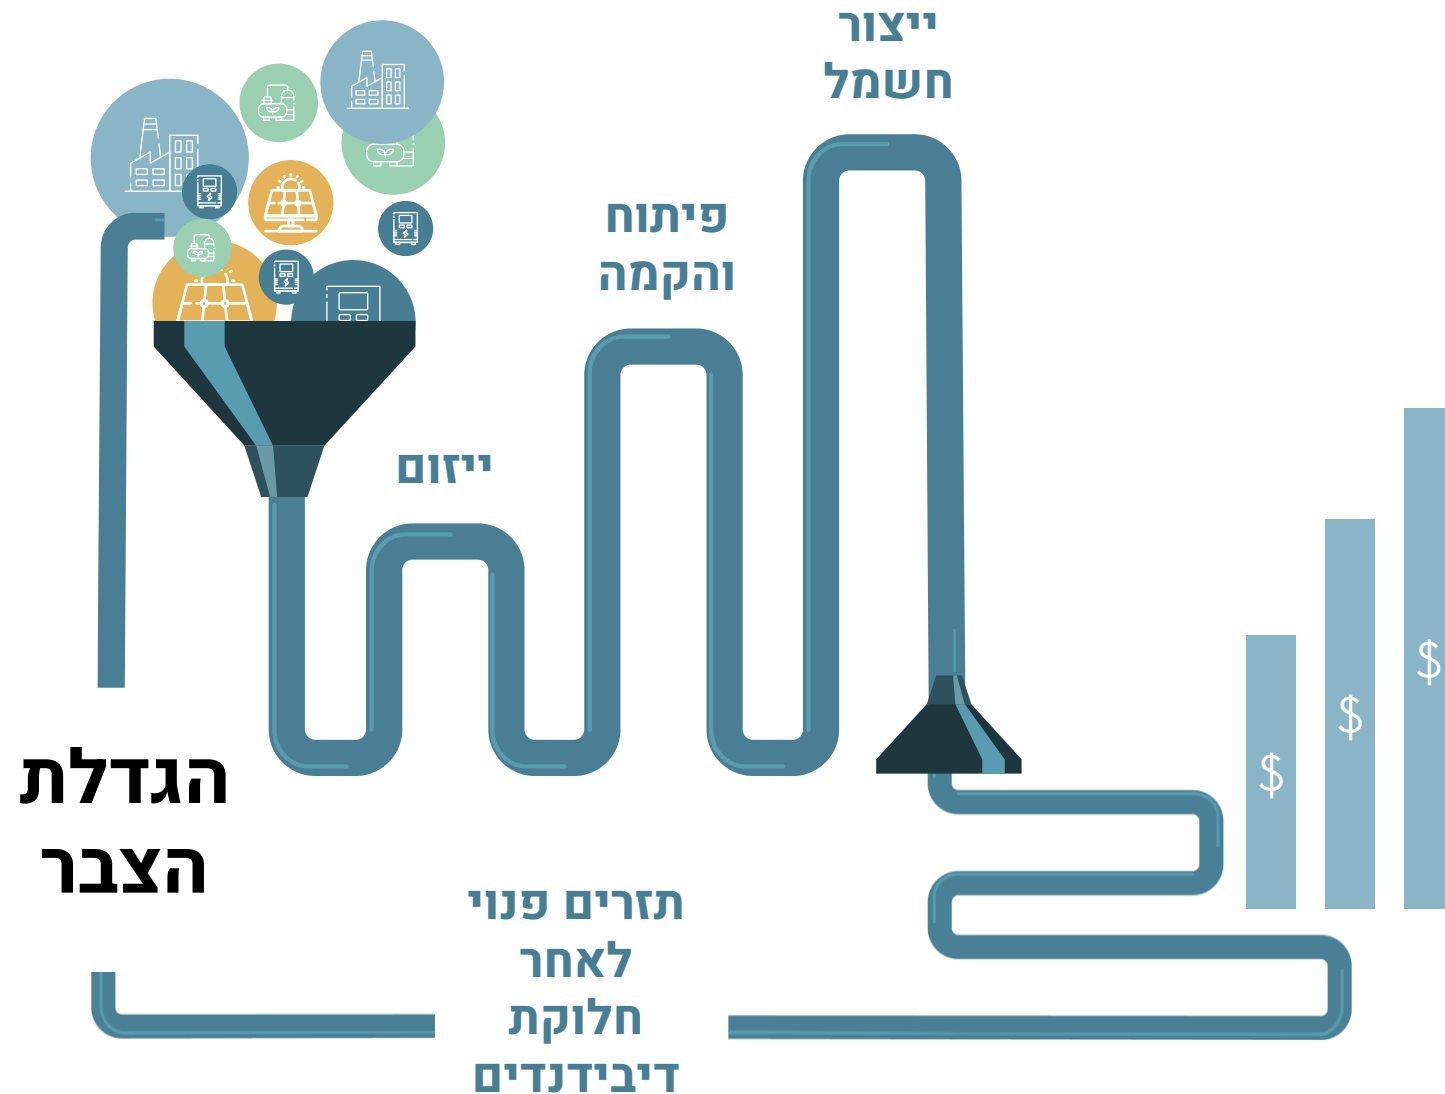 ייצור
חשמל
פיתוח
והקמה
ייזום
הגדלת
הצבר
תזרים פנוי
לאחר
חלוקת
דיבידנדים
$
$
$